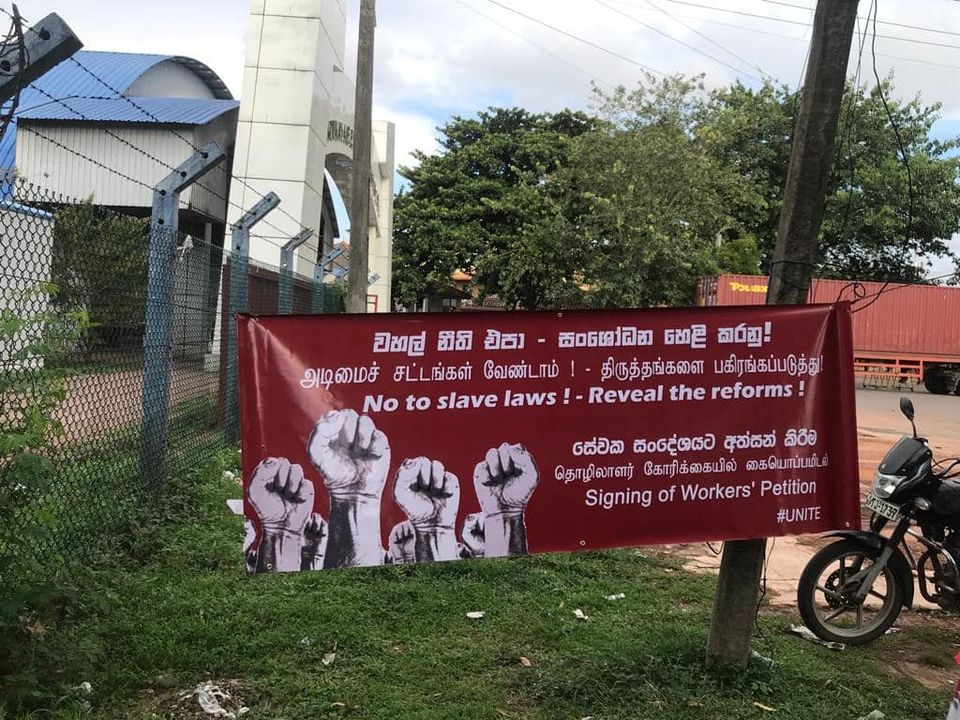 වහල් නීති එපා - සංශෝධන හෙළි කරනු!
அடிமைச் சட்டங்கள் வேண்டாம் ! - திருத்தங்களை பகிரங்கப்படுத்து!
No to slave laws ! - Reveal the reforms !
සේවක සංදේශයට අත්සන් කිරීම
தொழிலாளர் கோரிக்கையில் கையொப்பமிடல்
Signing of Workers' Petition
#UNITE